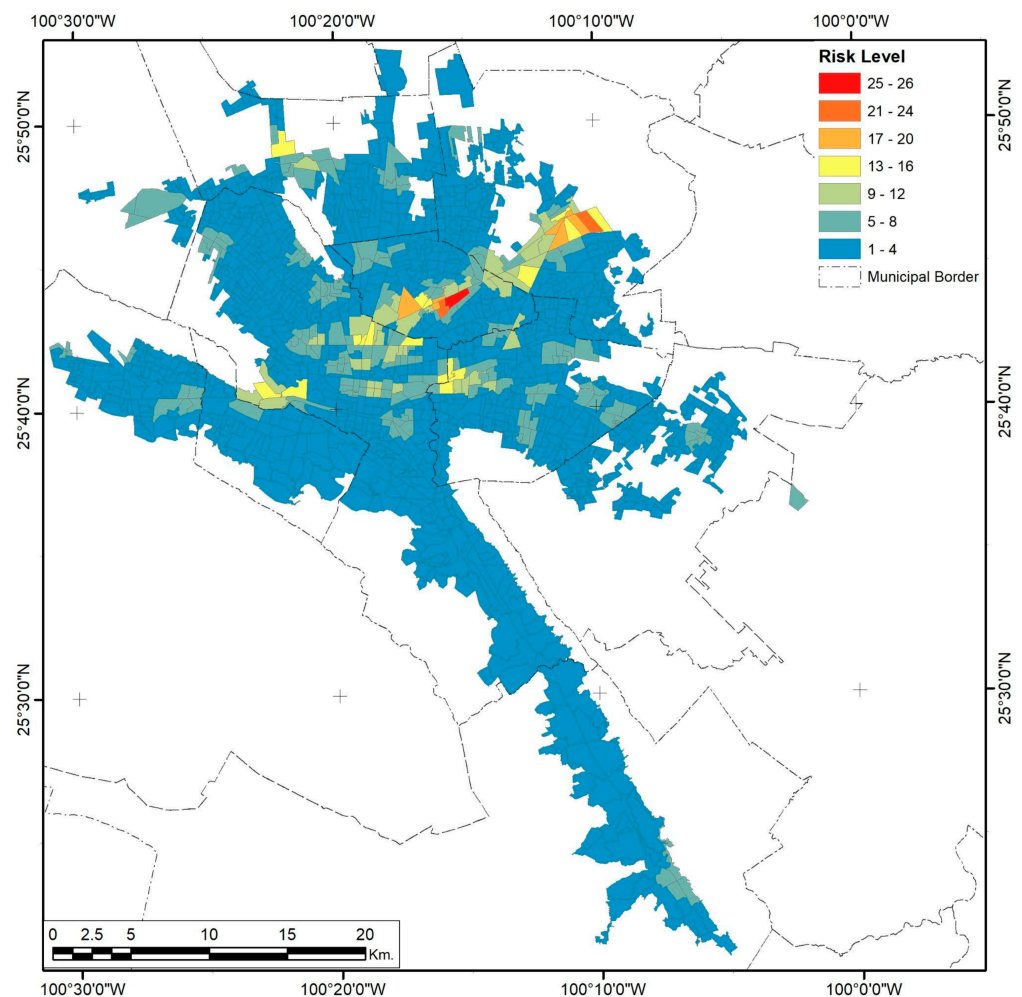 100°30'0"W 100°20'0"W 100°10'0"W 100°0'0"W
25°50'0"N
25°40'0"N
25°30'0"N
Risk Level
25 - 26
21 - 24
17 - 20
13 - 16
9 - 12
5 - 8
1 - 4
Municipal Border
25°50'0"N
25°40'0"N
25°30'0"N
0 2.5 5 10 15 20
Km.
100°30'0"W 100°20'0"W 100°10'0"W 100°0'0"W